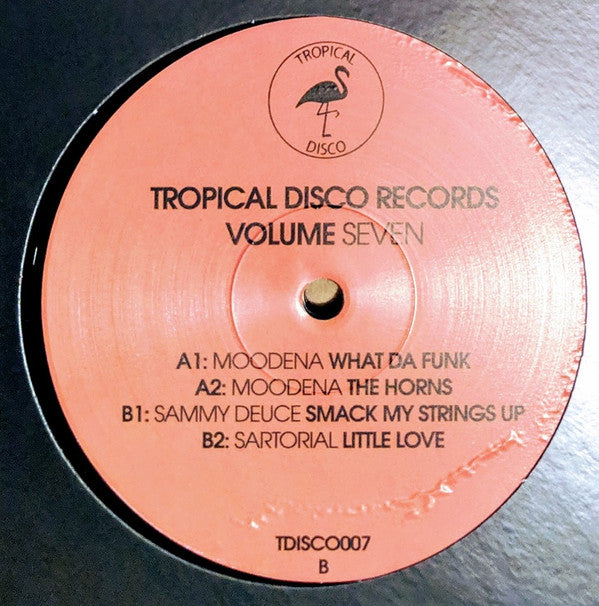 TROPICAL
DISCO
TROPICAL DISCO RECORDS
VOLUME SEVEN
A1: MOODENA WHAT DA FUNK
A2: MOODENA THE HORNS
B1: SAMMY DEUCE SMACK MY STRINGS UP
B2: SARTORIAL LITTLE LOVE
TDISCO007
B